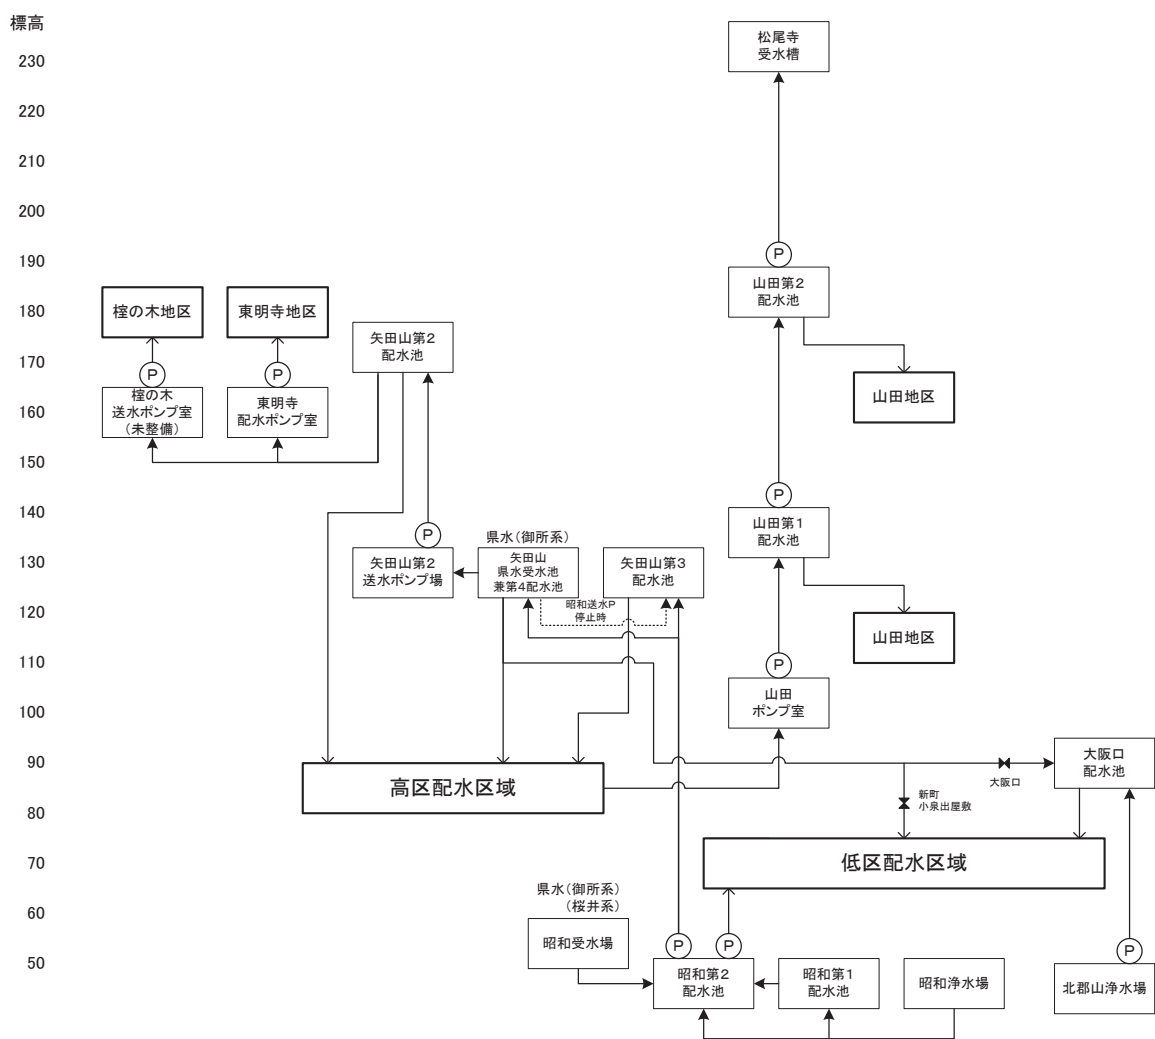 標高
230
220
210
200
190
180
170
160
150
140
130
120
110
100
90
80
70
60
50
松尾寺
受水槽
P
山田第2
配水池
山田地区
P
山田第1
配水池
山田地区
P
山田
ポンプ室
榁の木地区
東明寺地区
P
P
榁の木
送水ポンプ室
（未整備）
東明寺
配水ポンプ室
矢田山第2
配水池
P
矢田山第2
送水ポンプ場
県水（御所系）
矢田山
県水受水池
兼第4配水池
矢田山第3
配水池
昭和送水P
停止時
高区配水区域
大阪口
配水池
大阪口
新町
小泉出屋敷
低区配水区域
県水（御所系）
（桜井系）
昭和受水場
P
P
P
昭和第2
配水池
昭和第1
配水池
昭和浄水場
北郡山浄水場